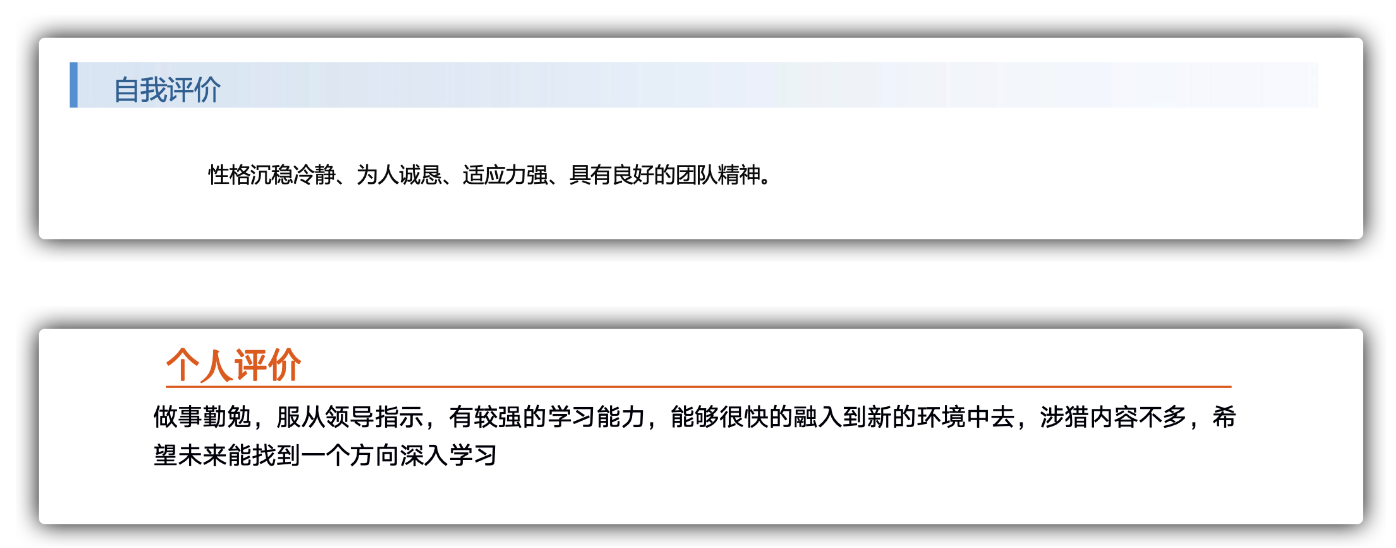 自我评价
性格沉稳冷静、为人诚恳、适应力强、具有良好的团队精神。
个人评价
做事勤勉，服从领导指示，有较强的学习能力，能够很快的融入到新的环境中去，涉猎内容不多，希
望未来能找到一个方向深入学习